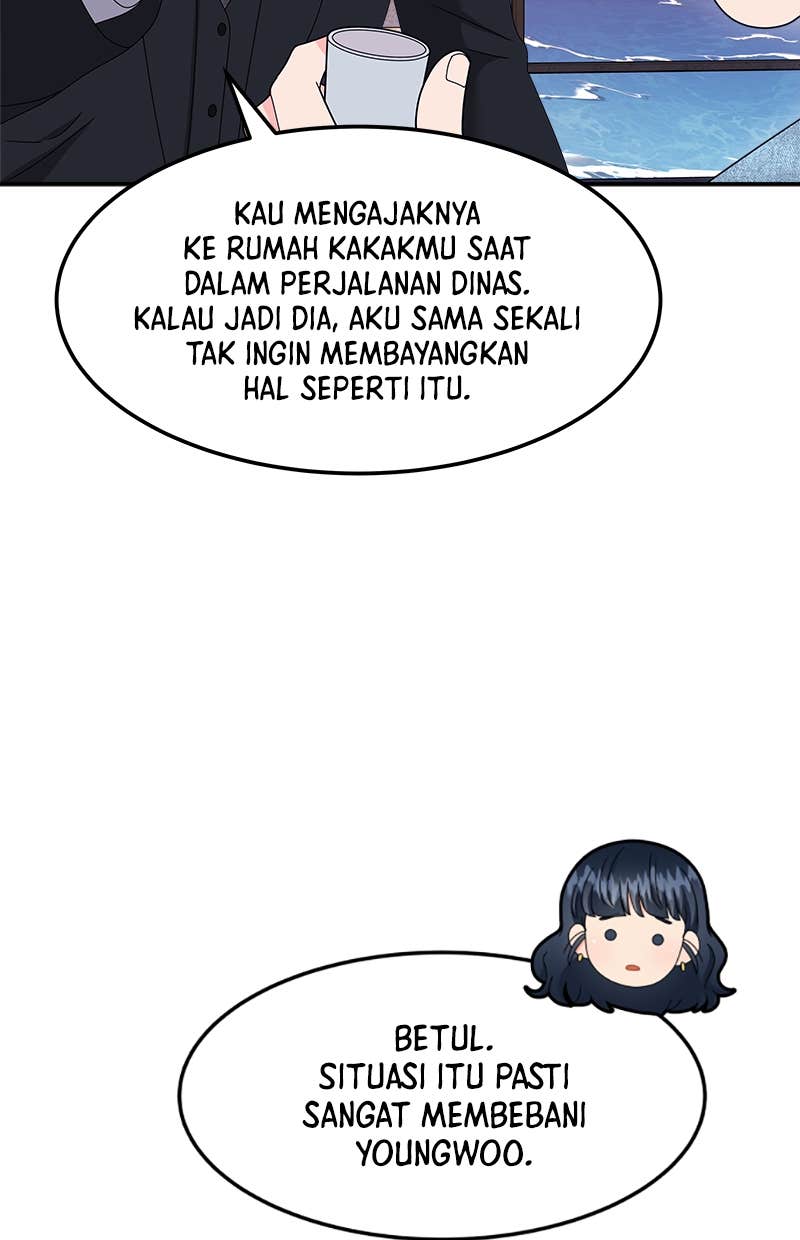 KAU MENGAJAKNYA
KE RUMAH KAKAKMU SAAT
DALAM PERJALANAN DINAS.
KALAU JADI DIA, AKU SAMA SEKALI
TAK INGIN MEMBAYANGKAN
HAL SEPERTI ITU.
BETUL.
SITUASI ITU PASTI
SANGAT MEMBEBANI
YOUNGWOO.